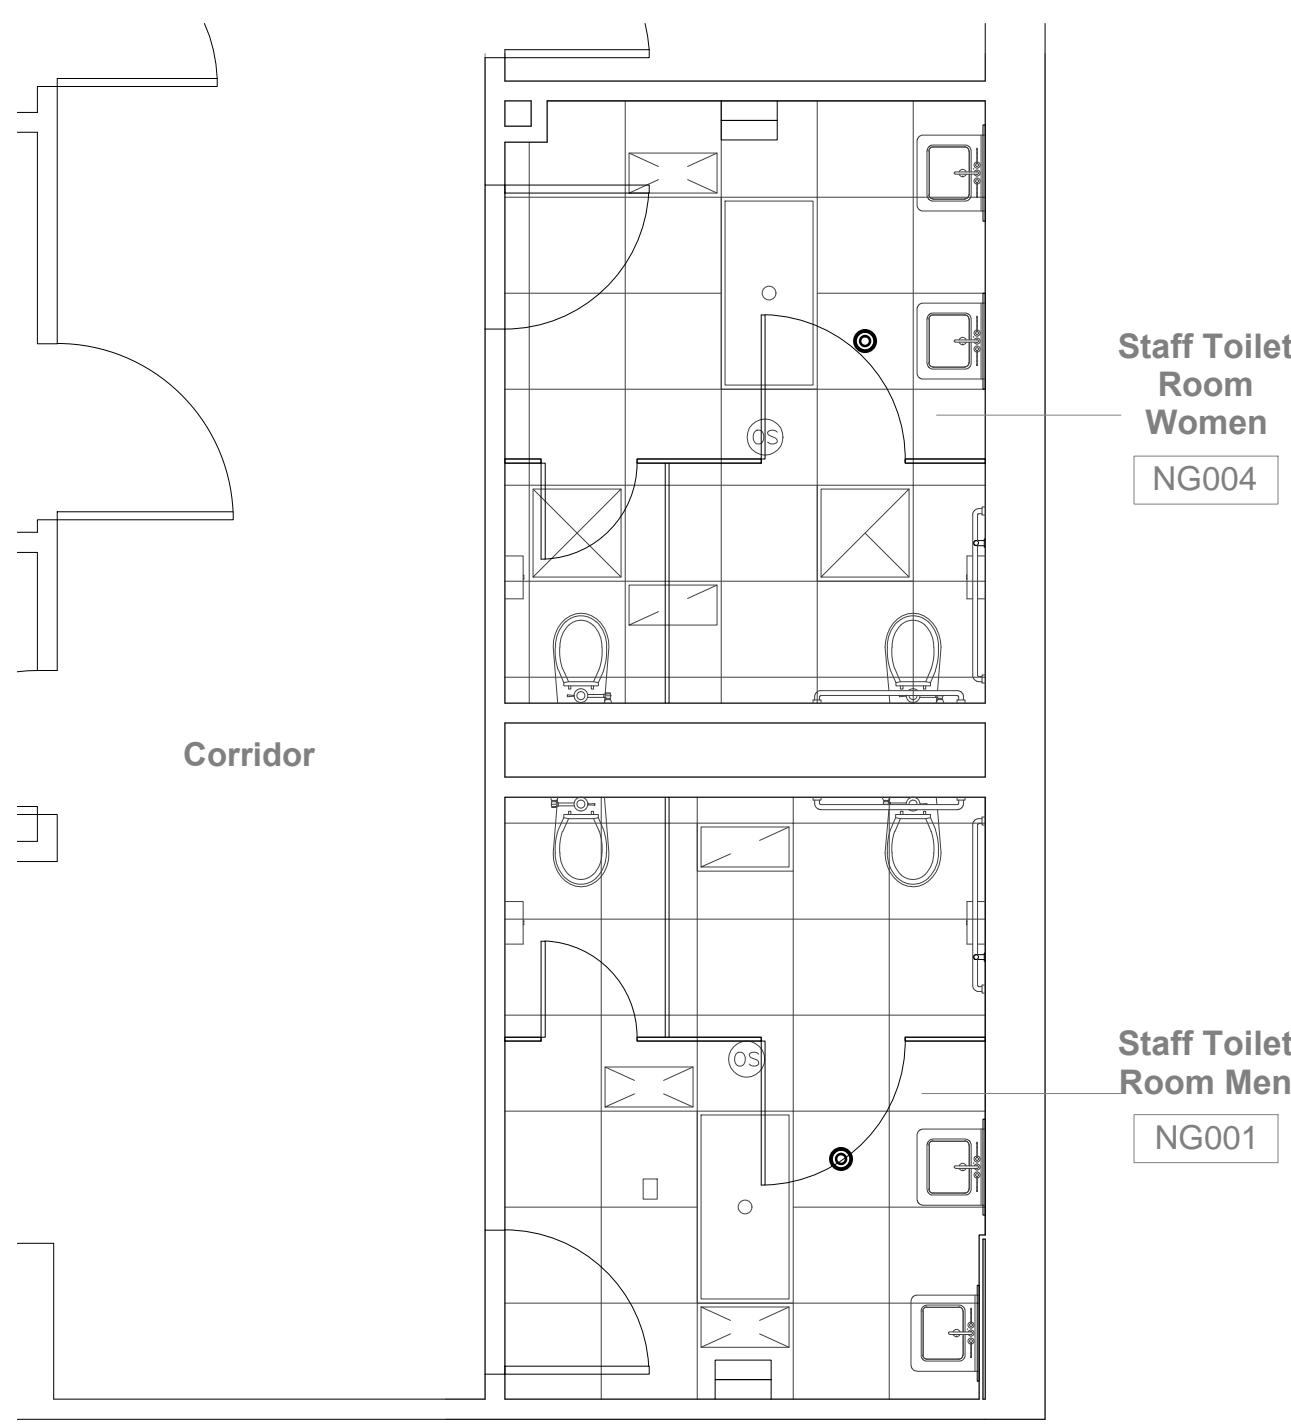 Staff Toilet
Room
Women
NG004
OS
Corridor
Staff Toilet
Room Men
NG001
OS